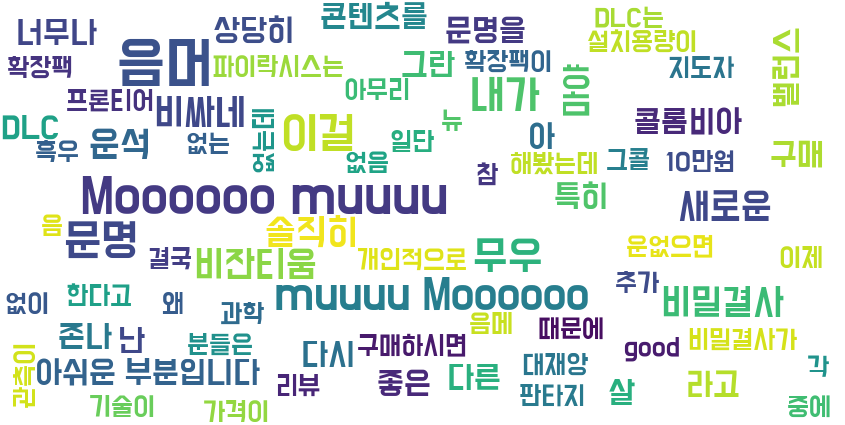 너무나 상당히 콘텐츠를 문명을 DLC는
설치용량이
확장팩 음머 파이락시스는 그란 확장팩이 지도자 밸런스
프론티어 비싸네 아무리 내가 마야
DLC 운석 없는 없는데 이걸 일단 뉴 아 콜롬비아
흑우 없음 참 해봤는데 그콜 10만원 구매
Moooooo muuuu 특히 새로운
음 문명 솔직히 무우 운없으면
결국 비잔티움 개인적으로 이제
없이 한다고 왜 과학 muuuu Moooooo 추가 비밀결사
존나 난 분들은 음메 때문에 비밀결사가
관측이 아쉬운 부분입니다 다시 구매하시면 good
리뷰 좋은 다른 대재앙 각
기술이 가격이 판타지 살 라고 중에